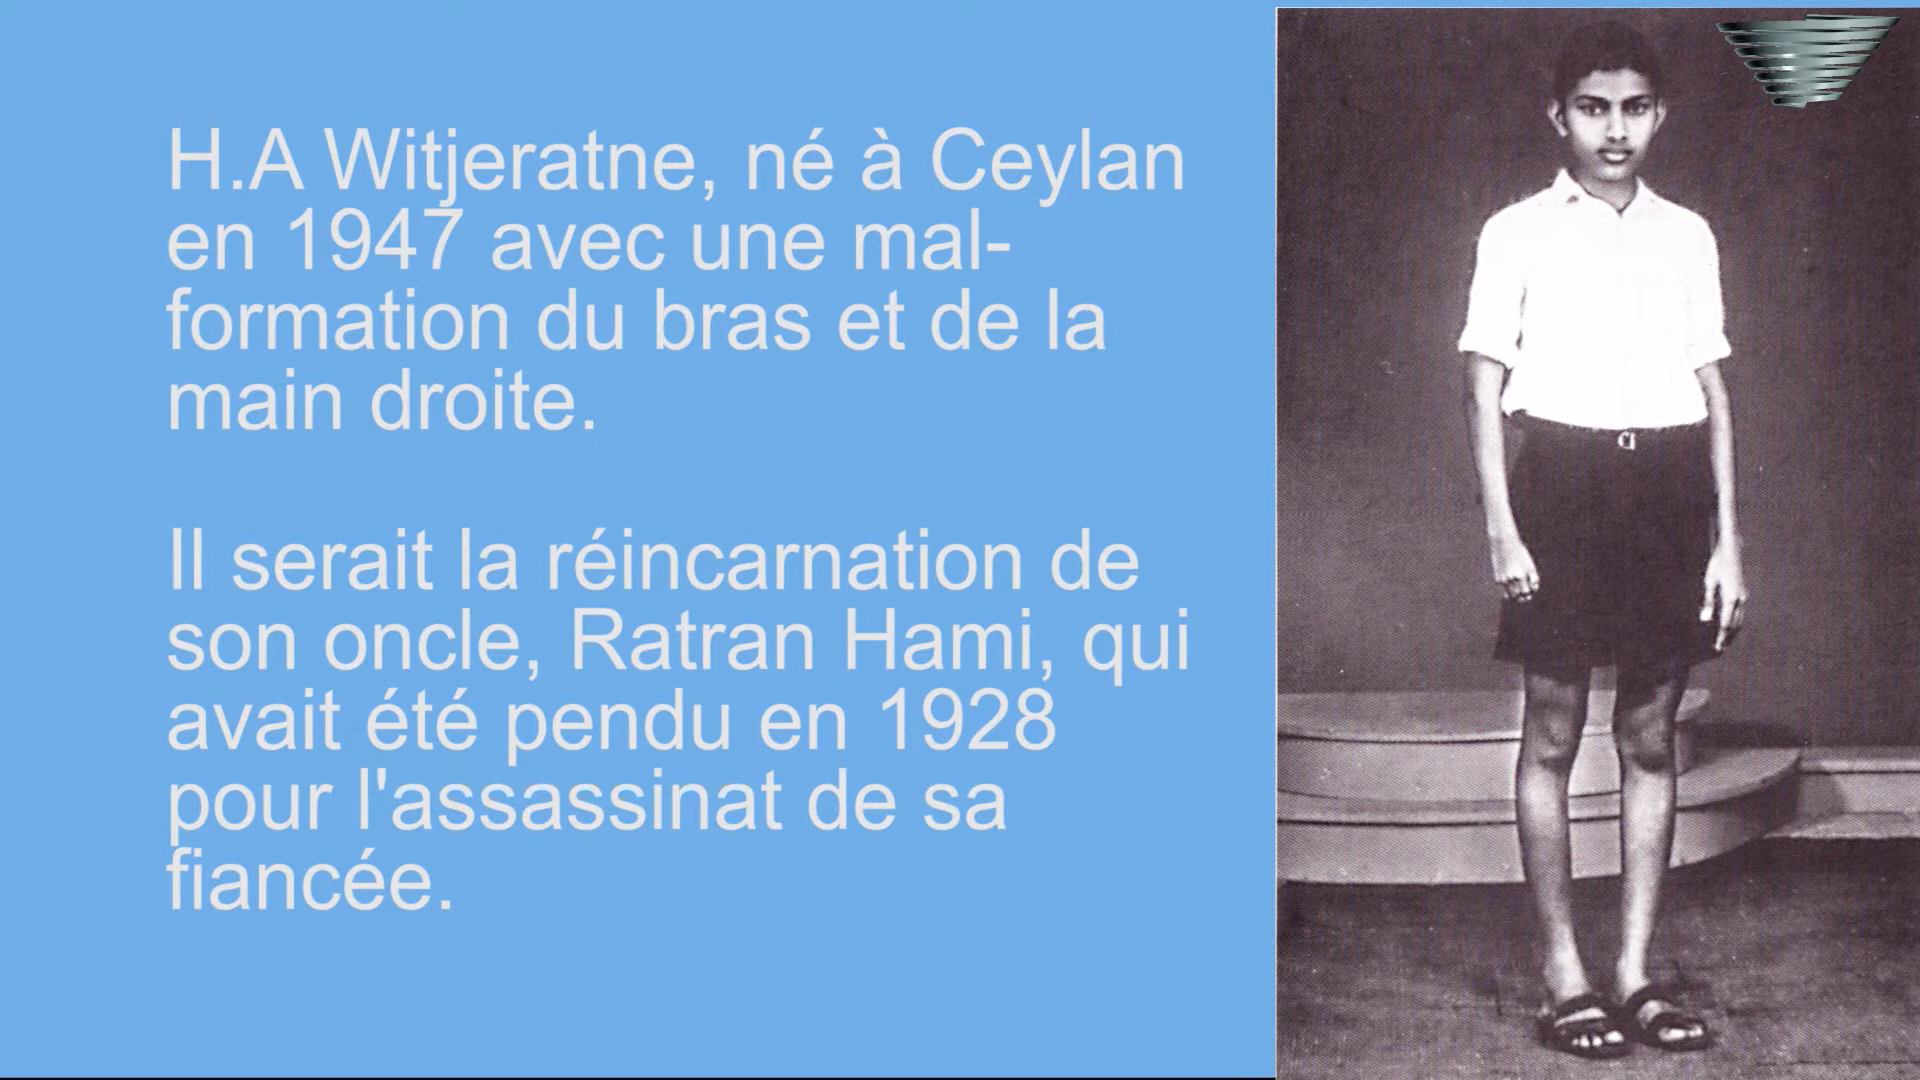 H.A Witjeratne, né à Ceylan
en 1947 avec une mal-
formation du bras et de la
main droite.
Il serait la réincarnation de
son oncle, Ratran Hami, qui
avait été pendu en 1928
pour l'assassinat de sa
fiancée.